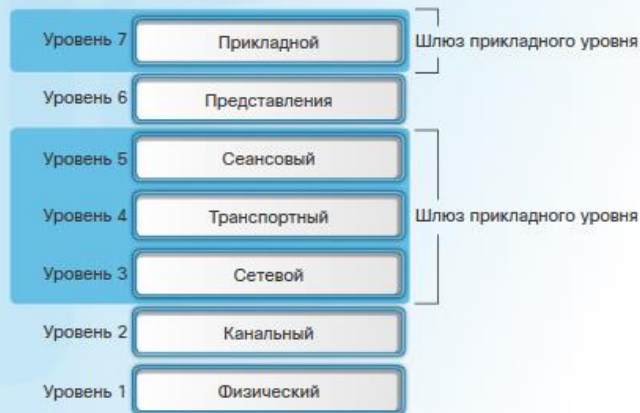 Уровень 7 Прикладной Шлюз прикладного уровня
Уровень 6 Представления
Уровень 5 Сеансовый
Уровень 4 Транспортный Шлюз прикладного уровня
Уровень 3 Сетевой
Уровень 2 Канальный
Уровень 1 Физический